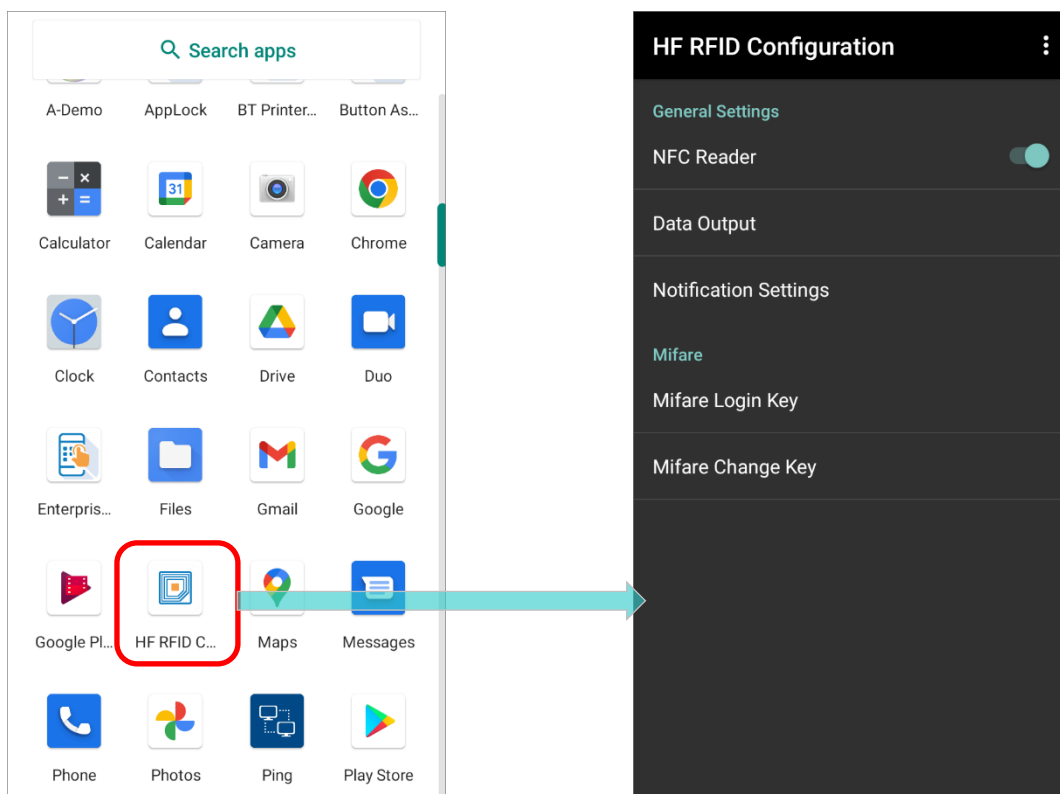 Search apps
A-Demo AppLock BT Printer... Button As...
31
Calculator Calendar Camera Chrome
Clock Contacts Drive Duo
Enterpris... Files Gmail Google
Google Pl... HF RFID C... Maps Messages
Phone Photos Ping Play Store
HF RFID Configuration
General Settings
NFC Reader
Data Output
Notification Settings
Mifare
Mifare Login Key
Mifare Change Key